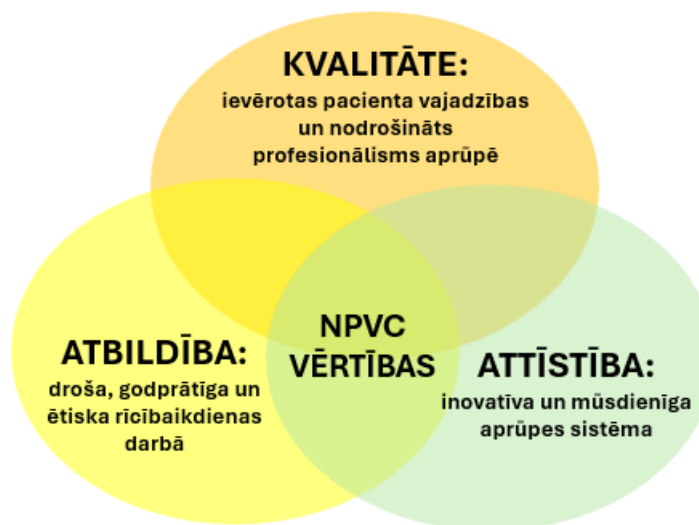 KVALITĀTE:
ievērotas pacienta vajadzības
un nodrošināts
profesionālisms aprūpē
NPVC
VĒRTĪBAS
ATBILDĪBA:
droša, godprātīga un
ētiska rīcībaikdienas
darbā
ATTĪSTĪBA:
inovatīva un mūsdienīga
aprūpes sistēma